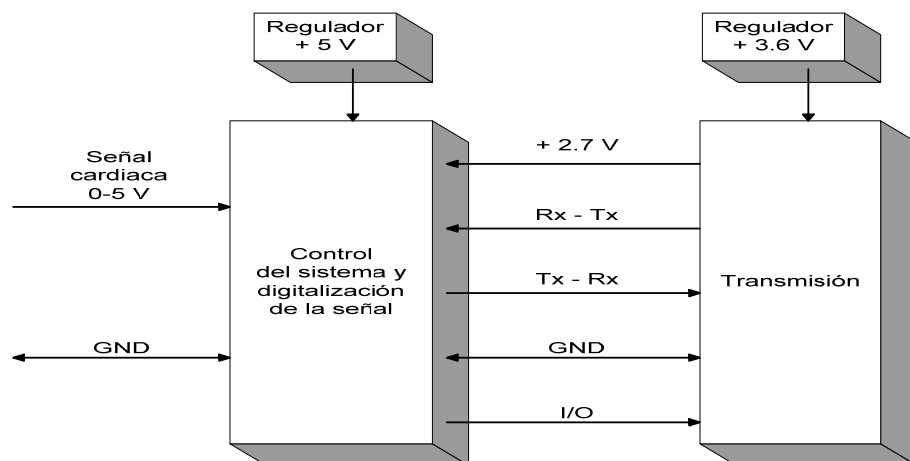 Regulador
+ 5 V
Regulador
+ 3.6 V
Señal
cardiaca
0-5 V
+ 2.7 V
Rx - Tx
Control
del sistema y
digitalización
de la señal
Tx - Rx
Transmisión
GND
GND
I/O